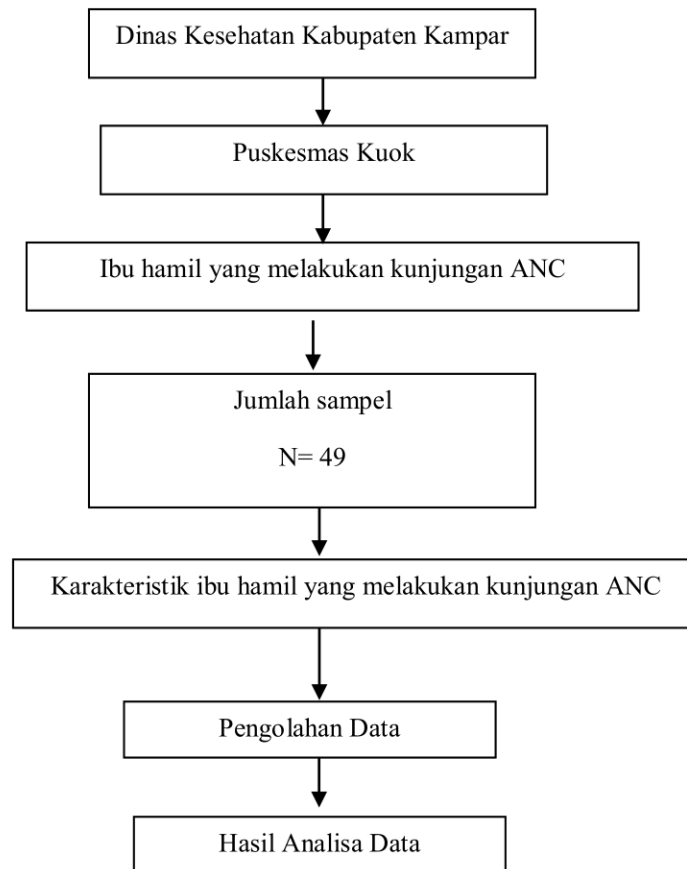 Dinas Kesehatan Kabupaten Kampar
Puskesmas Kuok
Ibu hamil yang melakukan kunjungan ANC
Jumlah sampel
N= 49
Karakteristik ibu hamil yang melakukan kunjungan ANC
Pengolahan Data
Hasil Analisa Data